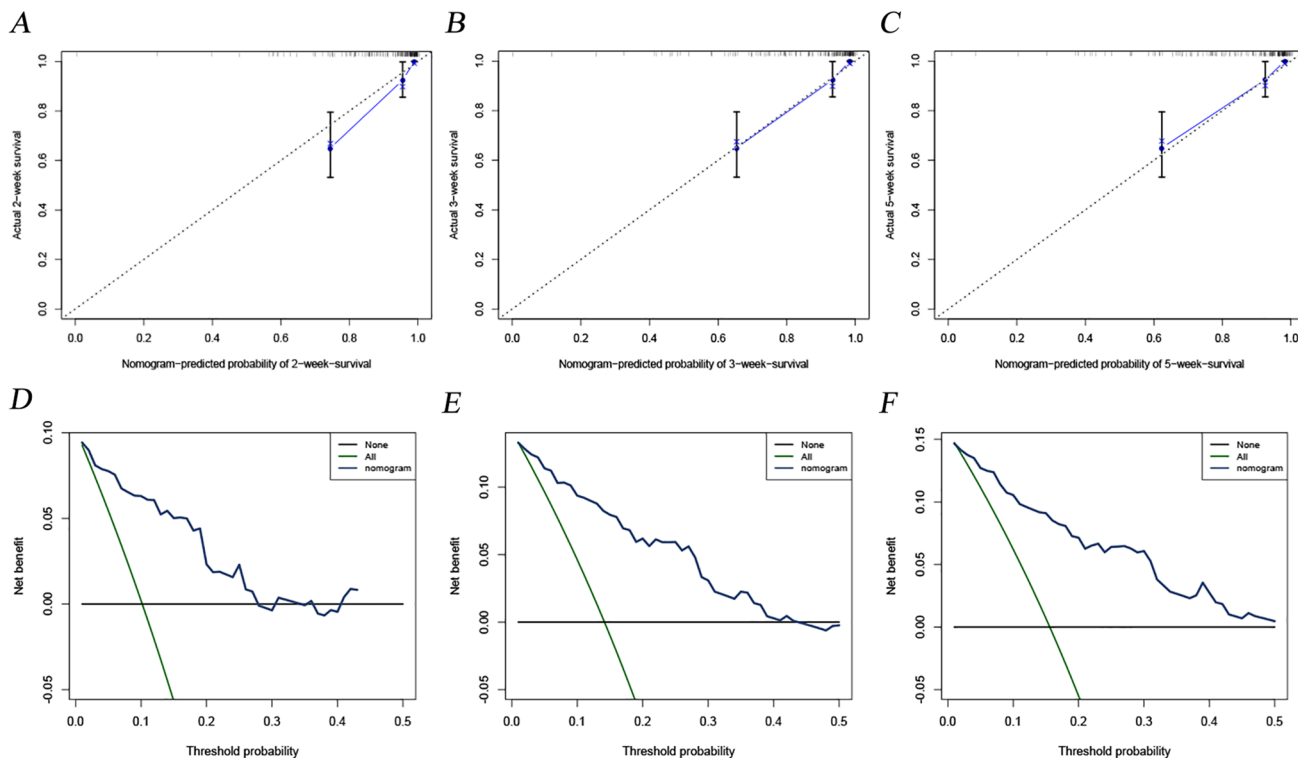 A
B
C
Actual 2-week survival
1.0
0.8
0.6
0.4
0.2
0.0
0.0 0.2 0.4 0.6 0.8 1.0
Nomogram-predicted probability of 2-week-survival
Actual 3-week survival
1.0
0.8
0.6
0.4
0.2
0.0
0.0 0.2 0.4 0.6 0.8 1.0
Nomogram-predicted probability of 3-week-survival
Actual 5-week survival
1.0
0.8
0.6
0.4
0.2
0.0
0.0 0.2 0.4 0.6 0.8 1.0
Nomogram-predicted probability of 5-week-survival
D
E
F
Net benefit
0.10
0.05
0.00
-0.05
None
All
nomogram
0.0 0.1 0.2 0.3 0.4 0.5
Threshold probability
Net benefit
0.10
0.05
0.00
-0.05
None
All
nomogram
0.0 0.1 0.2 0.3 0.4 0.5
Threshold probability
Net benefit
0.15
0.10
0.05
0.00
-0.05
None
All
nomogram
0.0 0.1 0.2 0.3 0.4 0.5
Threshold probability